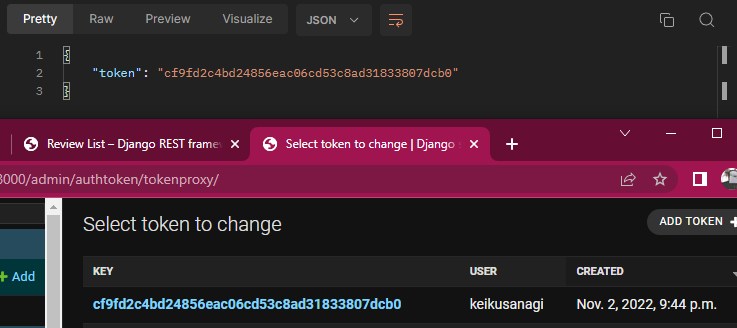 Pretty Raw Preview Visualize JSON
1 {
2 "token": "cf9fd2c4bd24856eac06cd53c8ad31833807dcb0"
3 }
Review List – Django REST framew
Select token to change | Django s
8000/admin/authtoken/tokenproxy/
Select token to change
ADD TOKEN +
+ Add
KEY USER CREATED
cf9fd2c4bd24856eac06cd53c8ad31833807dcb0 keikusanagi Nov. 2, 2022, 9:44 p.m.